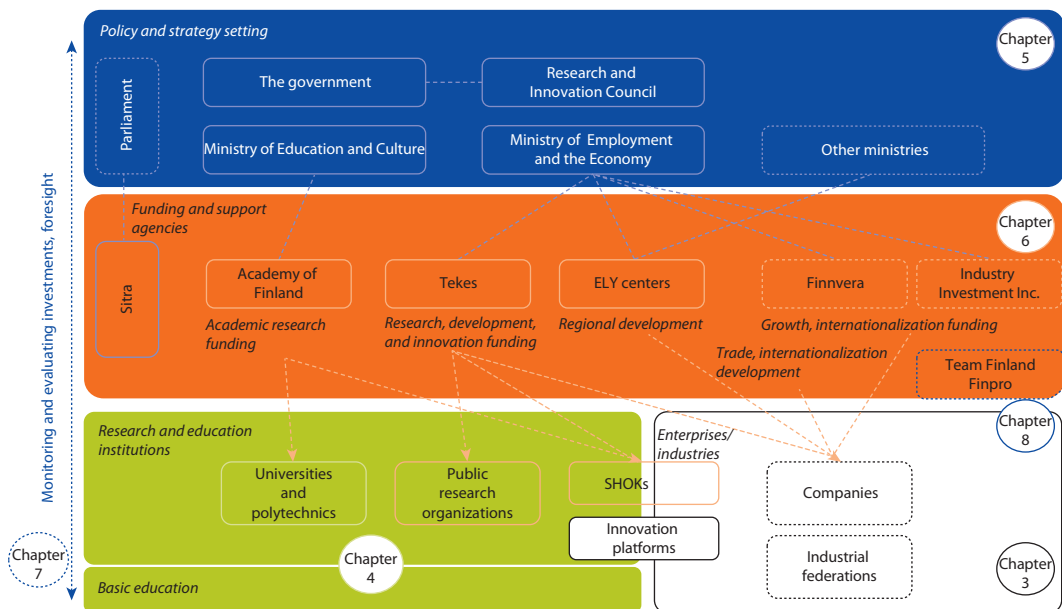 Policy and strategy setting
Chapter
5
Parliament
The government
Research and
Innovation Council
Ministry of Education and Culture
Ministry of Employment
and the Economy
Other ministries
Monitoring and evaluating investments, foresight
Funding and support
agencies
Chapter
6
Sitra
Academy of
Finland
Tekes
ELY centers
Finnvera
Industry
Investment Inc.
Academic research
funding
Research, development,
and innovation funding
Regional development
Growth, internationalization funding
Trade, internationalization
development
Team Finland
Finpro
Chapter
8
Research and education
institutions
Enterprises/
industries
Universities
and
polytechnics
Public
research
organizations
SHOKs
Companies
Innovation
platforms
Industrial
federations
Chapter
7
Chapter
4
Chapter
3
Basic education